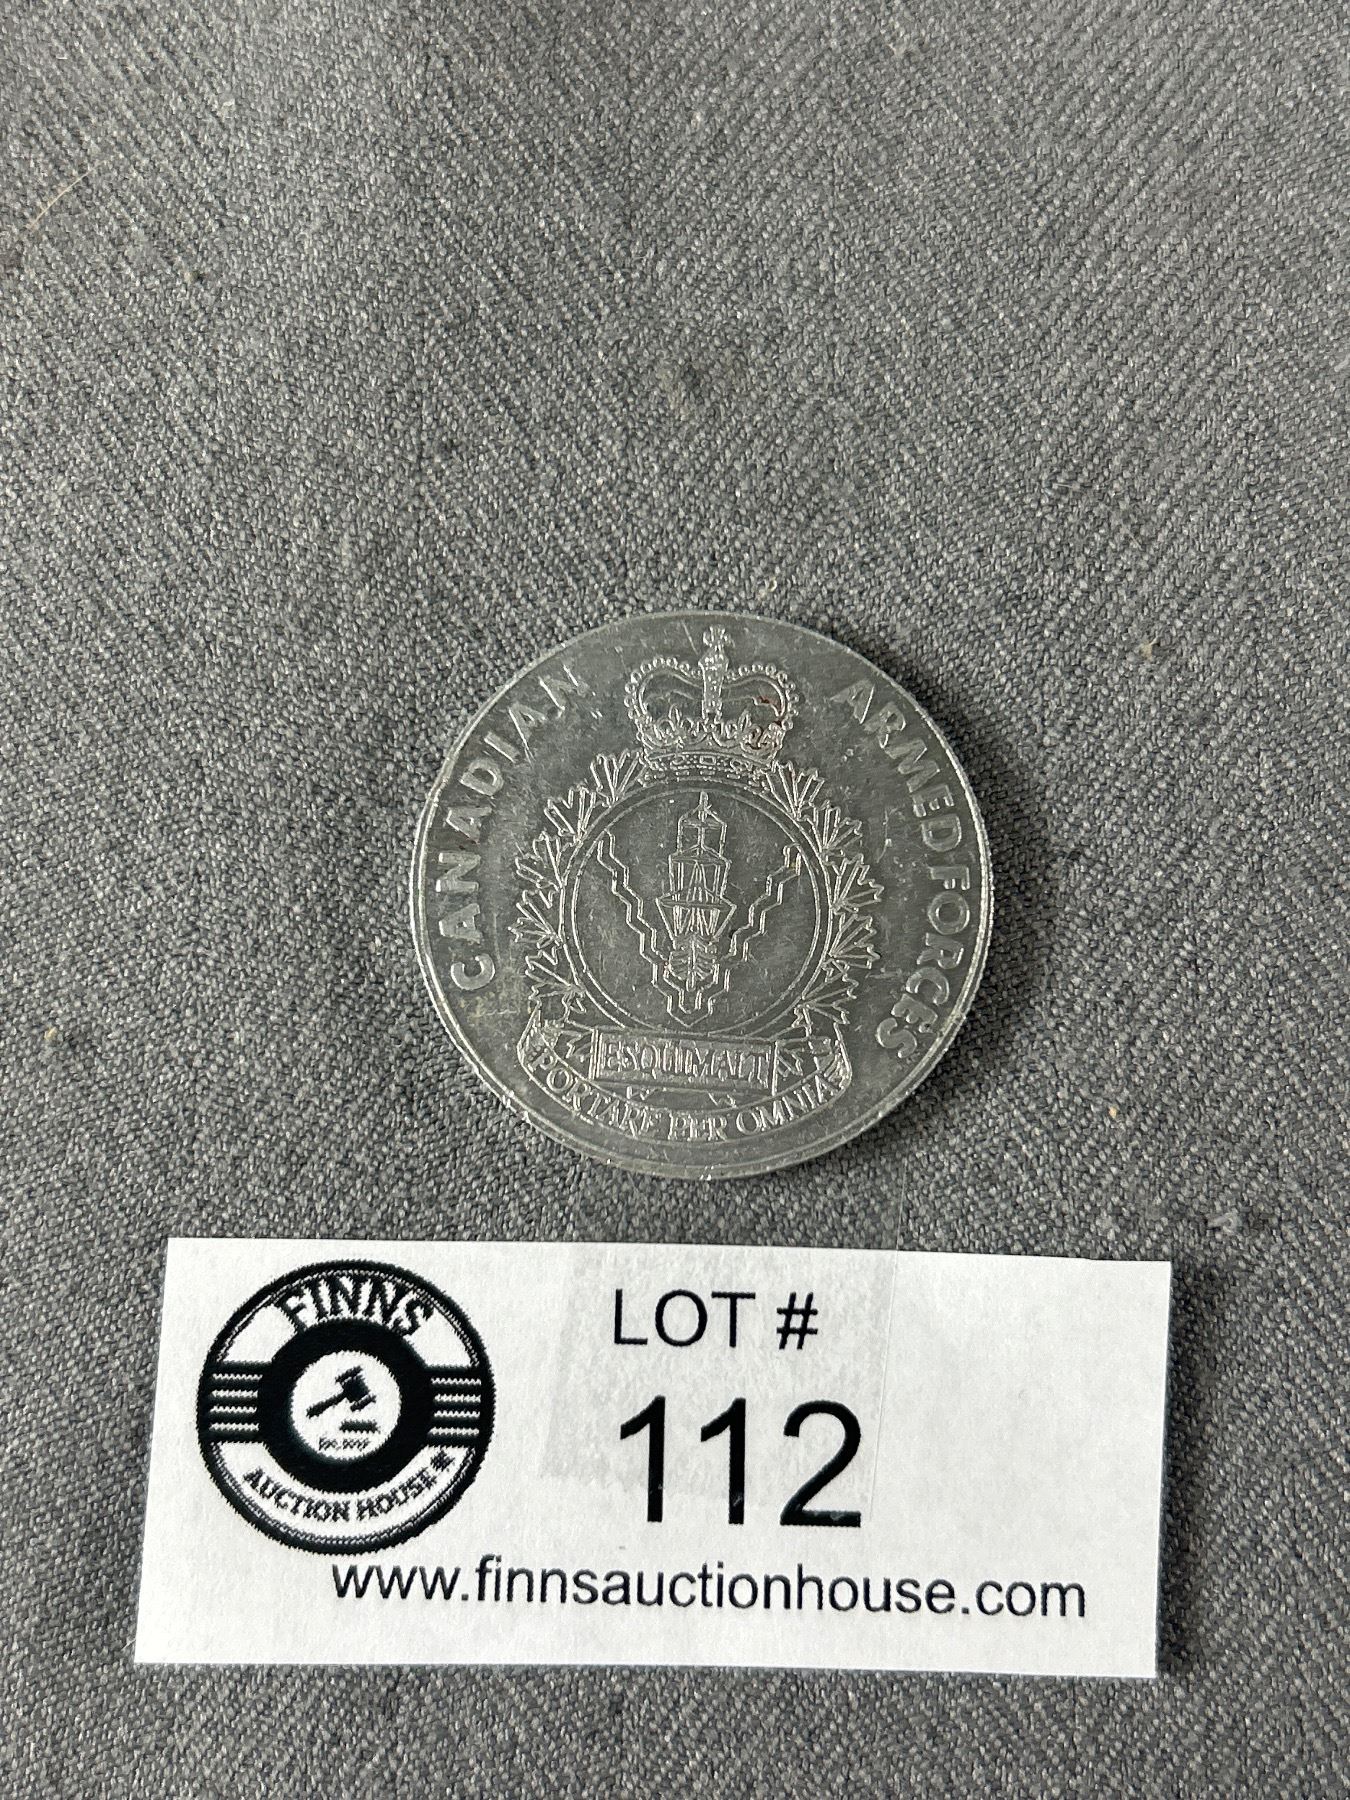 CANADIAN ARMED FORCES
ESQUIMALT
PORTARE PER OMNIA
FINNS
AUCTION HOUSE
LOT #
112
www.finnsauctionhouse.com